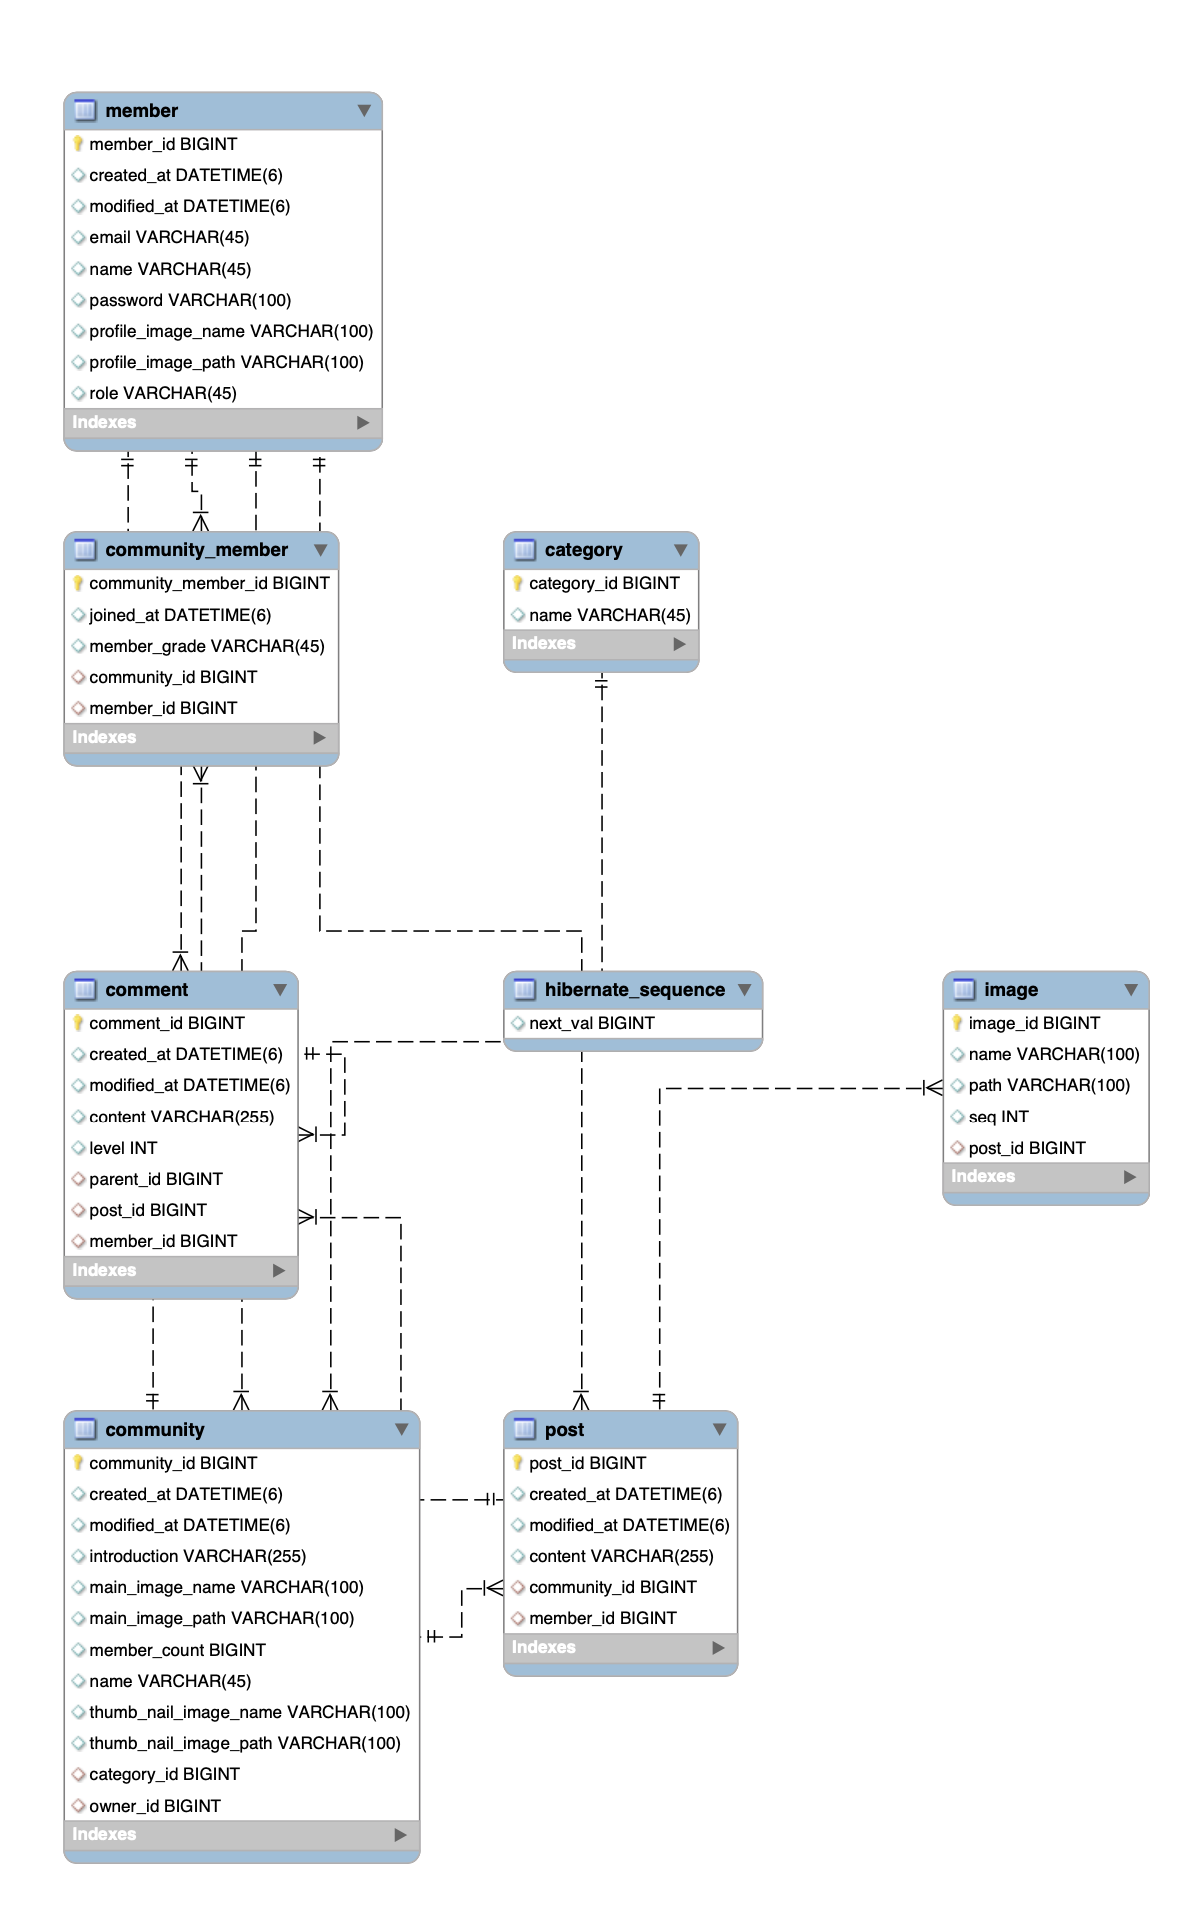 member
member_id BIGINT
created_at DATETIME(6)
modified_at DATETIME(6)
email VARCHAR(45)
name VARCHAR(45)
password VARCHAR(100)
profile_image_name VARCHAR(100)
profile_image_path VARCHAR(100)
role VARCHAR(45)
Indexes
community_member
community_member_id BIGINT
joined_at DATETIME(6)
member_grade VARCHAR(45)
community_id BIGINT
member_id BIGINT
Indexes
category
category_id BIGINT
name VARCHAR(45)
Indexes
comment
comment_id BIGINT
created_at DATETIME(6)
modified_at DATETIME(6)
content VARCHAR(255)
level INT
parent_id BIGINT
post_id BIGINT
member_id BIGINT
Indexes
hibernate_sequence
next_val BIGINT
image
image_id BIGINT
name VARCHAR(100)
path VARCHAR(100)
seq INT
post_id BIGINT
Indexes
community
community_id BIGINT
created_at DATETIME(6)
modified_at DATETIME(6)
introduction VARCHAR(255)
main_image_name VARCHAR(100)
main_image_path VARCHAR(100)
member_count BIGINT
name VARCHAR(45)
thumb_nail_image_name VARCHAR(100)
thumb_nail_image_path VARCHAR(100)
category_id BIGINT
owner_id BIGINT
Indexes
post
post_id BIGINT
created_at DATETIME(6)
modified_at DATETIME(6)
content VARCHAR(255)
community_id BIGINT
member_id BIGINT
Indexes